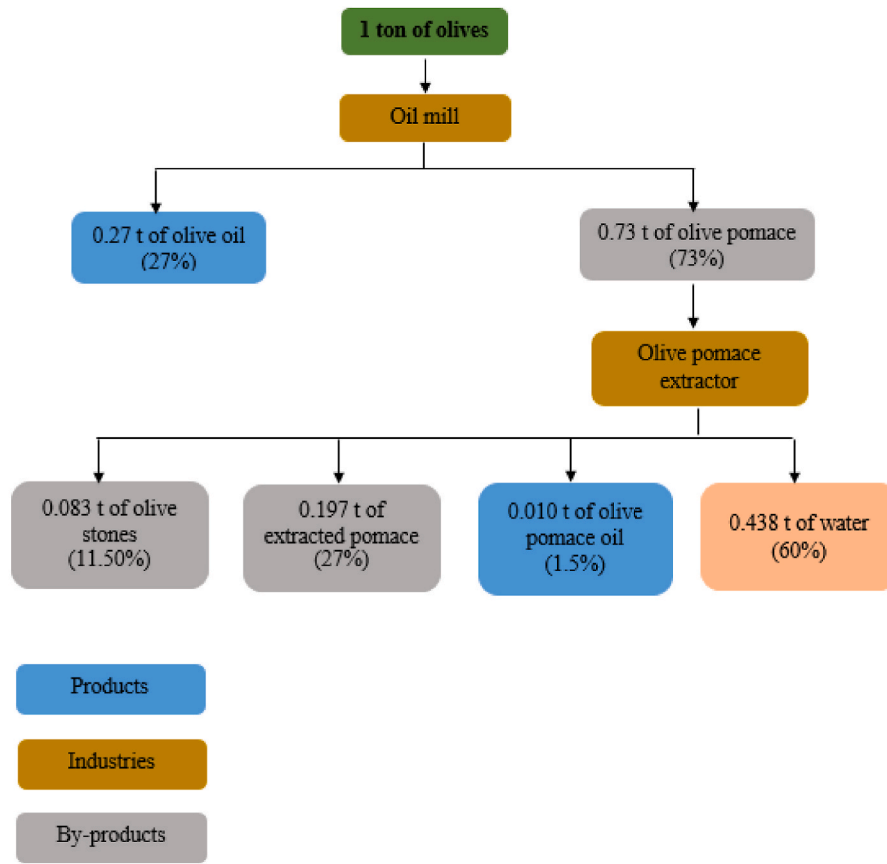 1 ton of olives
Oil mill
0.27 t of olive oil
(27%)
0.73 t of olive pomace
(73%)
Olive pomace
extractor
0.083 t of olive
stones
(11.50%)
0.197 t of
extracted pomace
(27%)
0.010 t of olive
pomace oil
(1.5%)
0.438 t of water
(60%)
Products
Industries
By-products